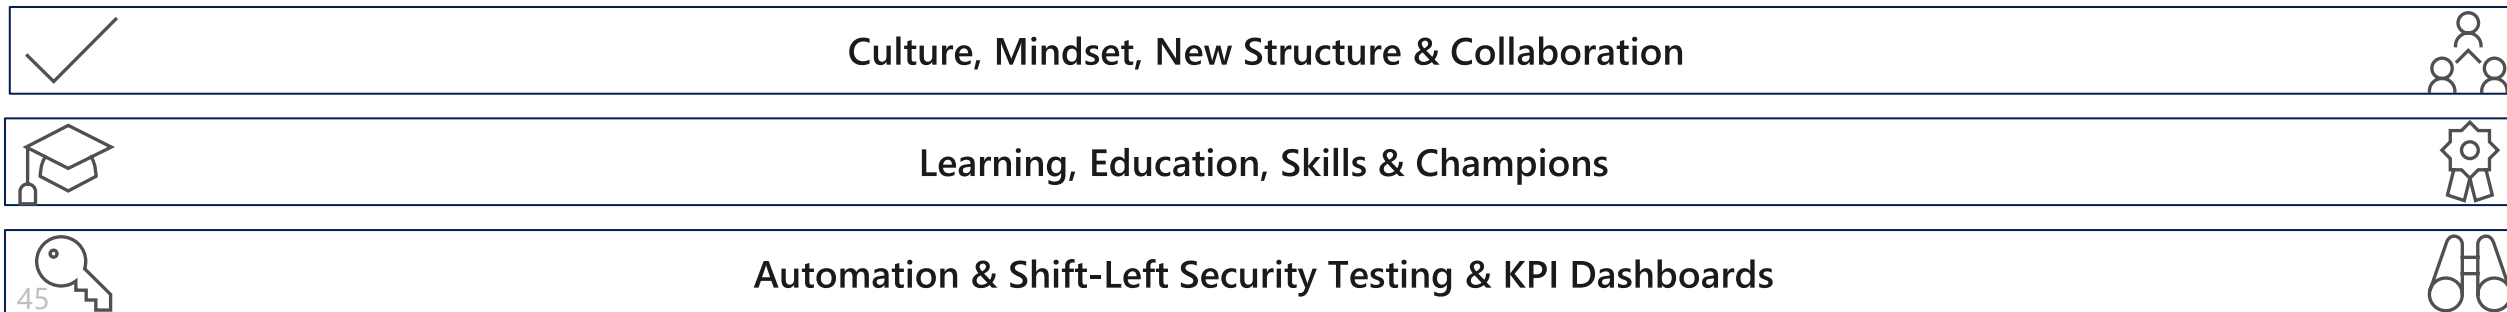 Culture, Mindset, New Structure & Collaboration
Learning, Education, Skills & Champions
Automation & Shift-Left Security Testing & KPI Dashboards
45